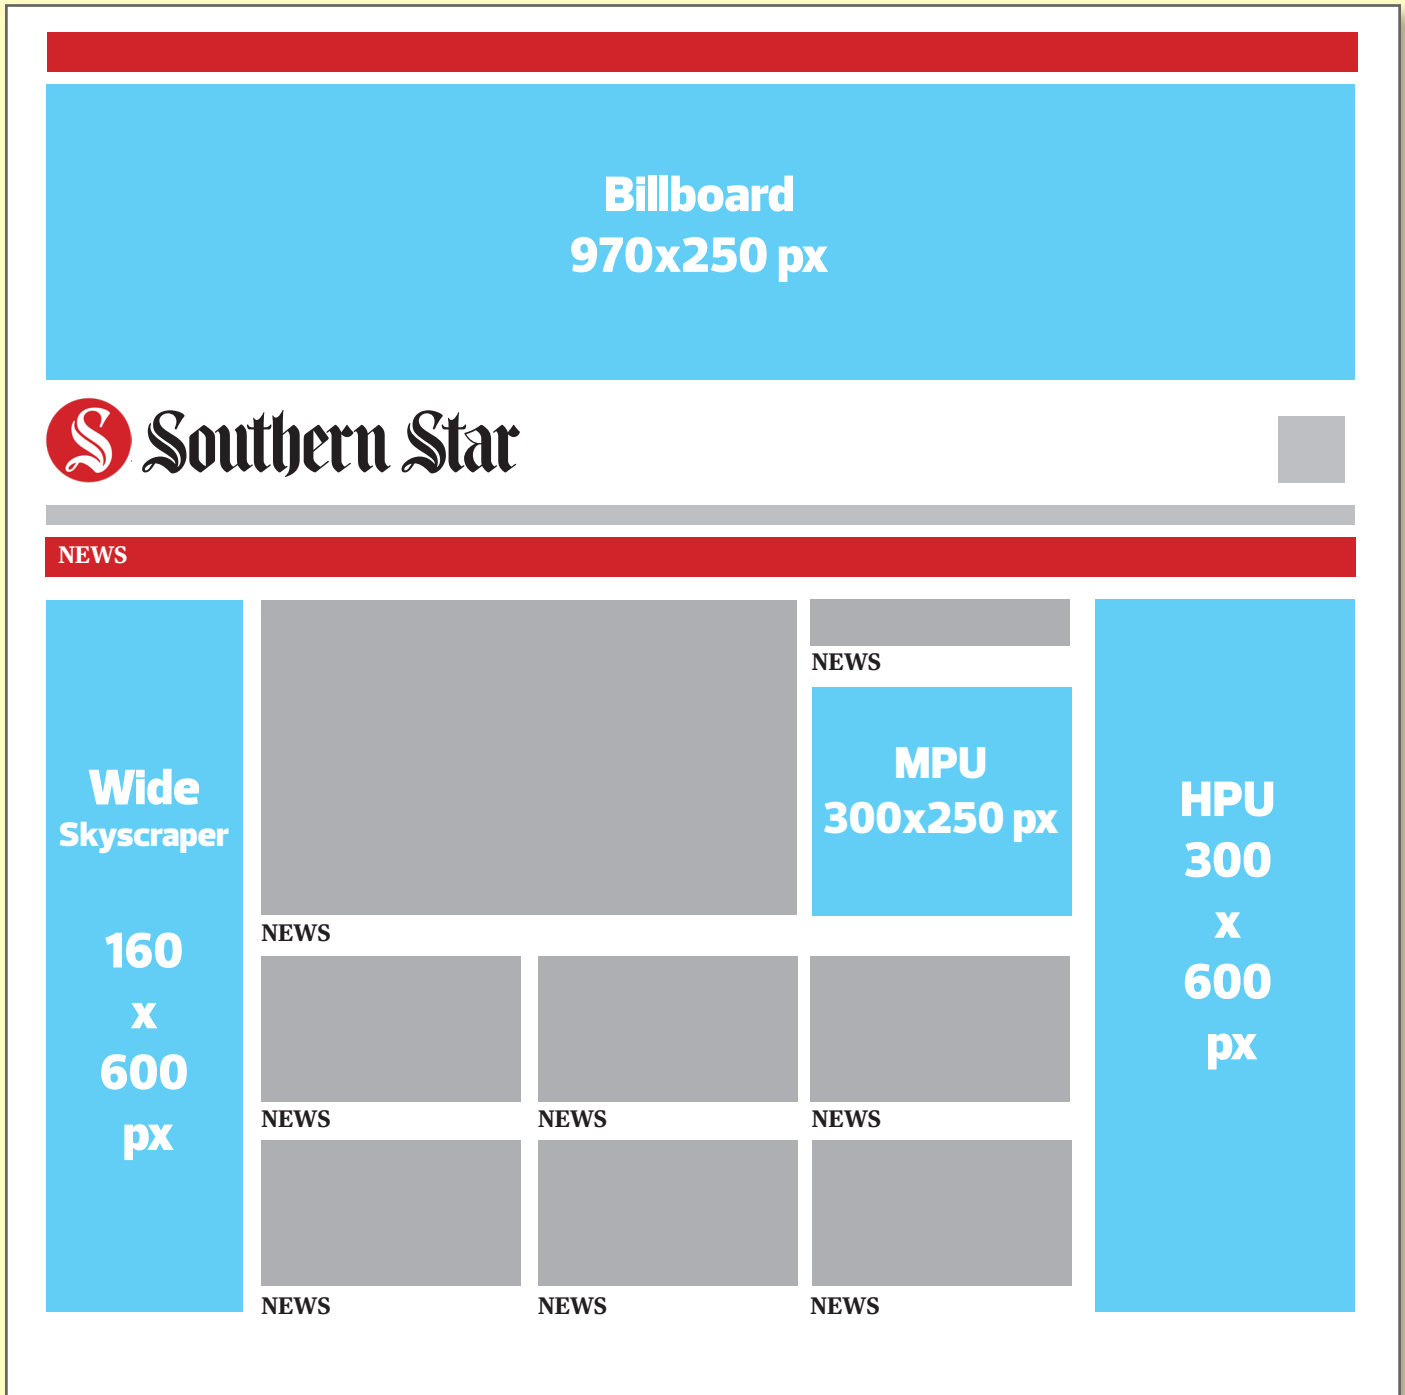 Billboard
970x250 px
S Southern Star
NEWS
Wide
Skyscraper
160
x
600
px
NEWS
MPU
300x250 px
NEWS
NEWS
NEWS
NEWS
NEWS
NEWS
NEWS
HPU
300
x
600
px